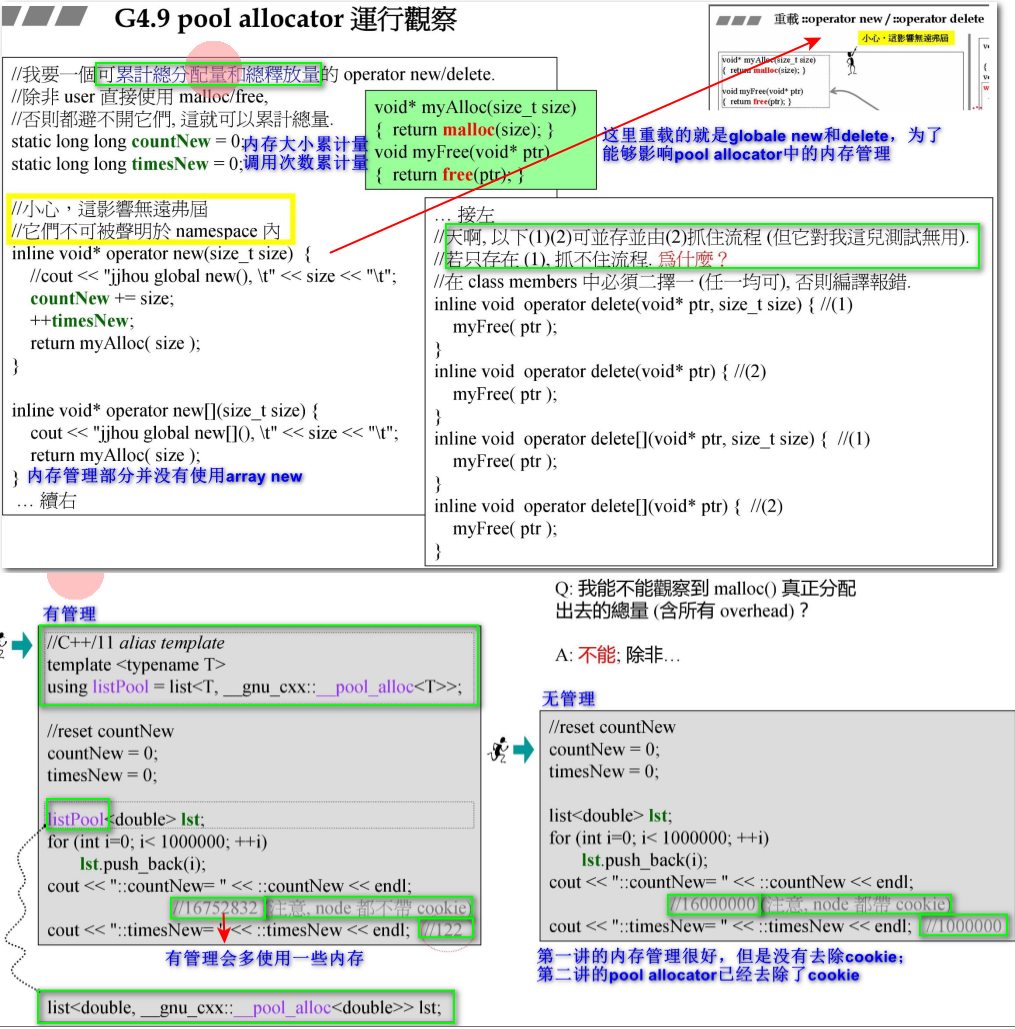 G4.9 pool allocator 運行觀察
//我要一個可累計總分配量和總釋放量的 operator new/delete.
//除非 user 直接使用 malloc/free,
//否則都避不開它們, 這就可以累計總量.
static long long countNew = 0;内存大小累计量
static long long timesNew = 0;调用次数累计量
void* myAlloc(size_t size)
{ return malloc(size); }
void myFree(void* ptr)
{ return free(ptr); }
重載 ::operator new / ::operator delete
小心，這影響無遠弗屆
void* myAlloc(size_t size)
{ return malloc(size); }
void myFree(void* ptr)
{ return free(ptr); }
这里重载的就是globale new和delete，为了
能够影响pool allocator中的内存管理
//小心，這影響無遠弗屆
//它們不可被聲明於 namespace 內
inline void* operator new(size_t size) {
//cout << "jjhou global new(), \t" << size << "\t";
countNew += size;
++timesNew;
return myAlloc( size );
}
inline void* operator new[](size_t size) {
cout << "jjhou global new[](), \t" << size << "\t";
return myAlloc( size );
} 内存管理部分并没有使用array new
... 續右
... 接左
//天啊, 以下(1)(2)可並存並由(2)抓住流程 (但它對我這兒測試無用).
//若只存在 (1), 抓不住流程. 爲什麼？
//在 class members 中必須二擇一 (任一均可), 否則編譯報錯.
inline void operator delete(void* ptr, size_t size) { //(1)
myFree( ptr );
}
inline void operator delete(void* ptr) { //(2)
myFree( ptr );
}
inline void operator delete[](void* ptr, size_t size) { //(1)
myFree( ptr );
}
inline void operator delete[](void* ptr) { //(2)
myFree( ptr );
}
有管理
//C++/11 alias template
template <typename T>
using listPool = list<T, __gnu_cxx::__pool_alloc<T>>;
//reset countNew
countNew = 0;
timesNew = 0;
listPool<double> lst;
for (int i=0; i< 1000000; ++i)
lst.push_back(i);
cout << "::countNew= " << ::countNew << endl;
//16752832 (注意, node 都不帶 cookie)
cout << "::timesNew= " << ::timesNew << endl; //122
有管理会多使用一些内存
list<double, __gnu_cxx::__pool_alloc<double>> lst;
Q: 我能不能觀察到 malloc() 真正分配
出去的總量 (含所有 overhead)？
A: 不能; 除非…
无管理
//reset countNew
countNew = 0;
timesNew = 0;
list<double> lst;
for (int i=0; i< 1000000; ++i)
lst.push_back(i);
cout << "::countNew= " << ::countNew << endl;
//16000000 (注意, node 都帶 cookie)
cout << "::timesNew= " << ::timesNew << endl; //1000000
第一讲的内存管理很好，但是没有去除cookie；
第二讲的pool allocator已经去除了cookie